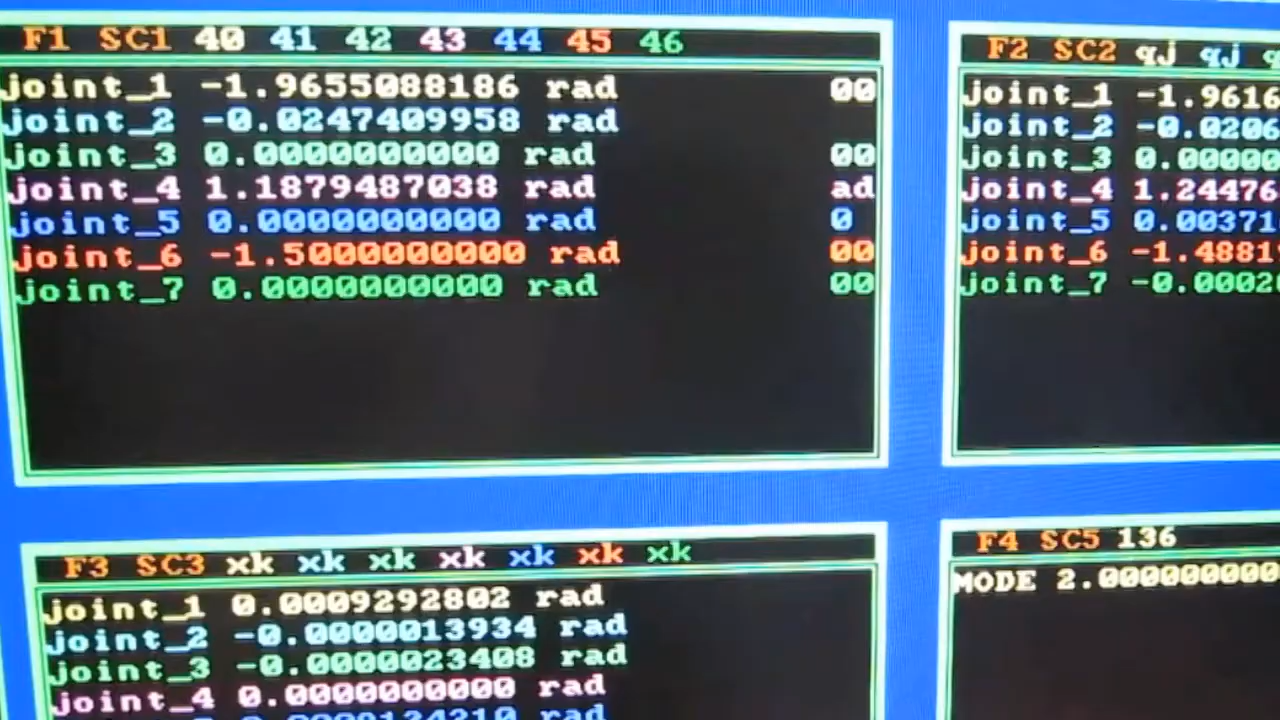 F1 SC1 40 41 42 43 44 45 46
joint_1 -1.9655088186 rad 00
joint_2 -0.0247409958 rad
joint_3 0.0000000000 rad 00
joint_4 1.1879487038 rad ad
joint_5 0.0000000000 rad 0
joint_6 -1.5000000000 rad 00
joint_7 0.0000000000 rad 00
F2 SC2 qj qj q
joint_1 -1.9616
joint_2 -0.0206
joint_3 0.00000
joint_4 1.24476
joint_5 0.00371
joint_6 -1.4881
joint_7 -0.0002
F3 SC3 xk xk xk xk xk xk xk
joint_1 0.0009292802 rad
joint_2 -0.0000013934 rad
joint_3 -0.0000023408 rad
joint_4 0.0000000000 rad
rad
F4 SC5 136
MODE 2.000000000